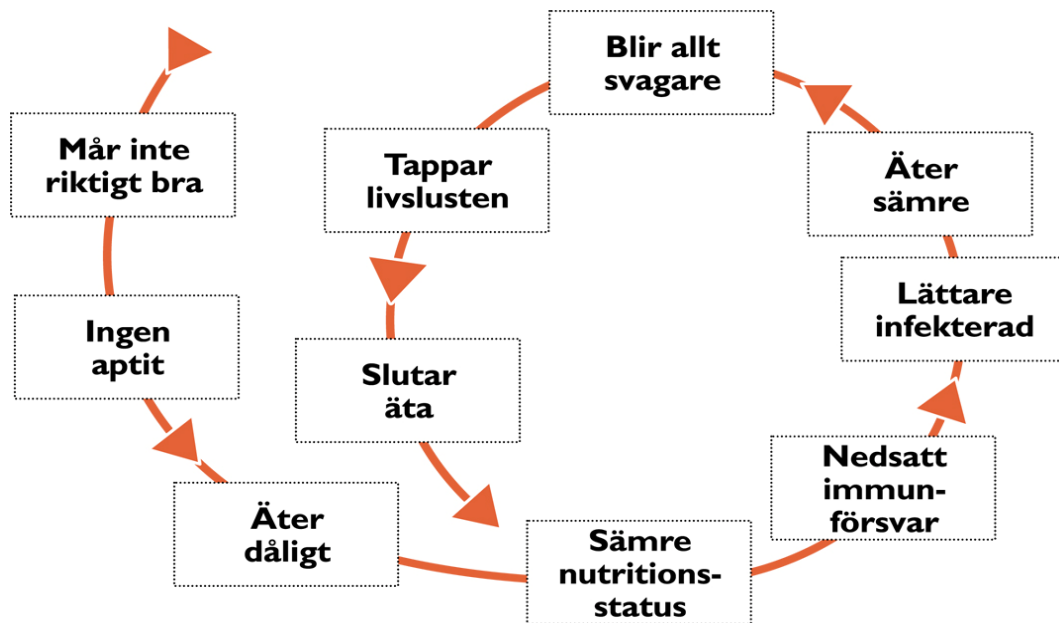 Mår inte
riktigt bra
Ingen
aptit
Äter
dåligt
Sämre
nutritions-
status
Nedsatt
immun-
försvar
Lättare
infekterad
Äter
sämre
Blir allt
svagare
Tappar
livslusten
Slutar
äta